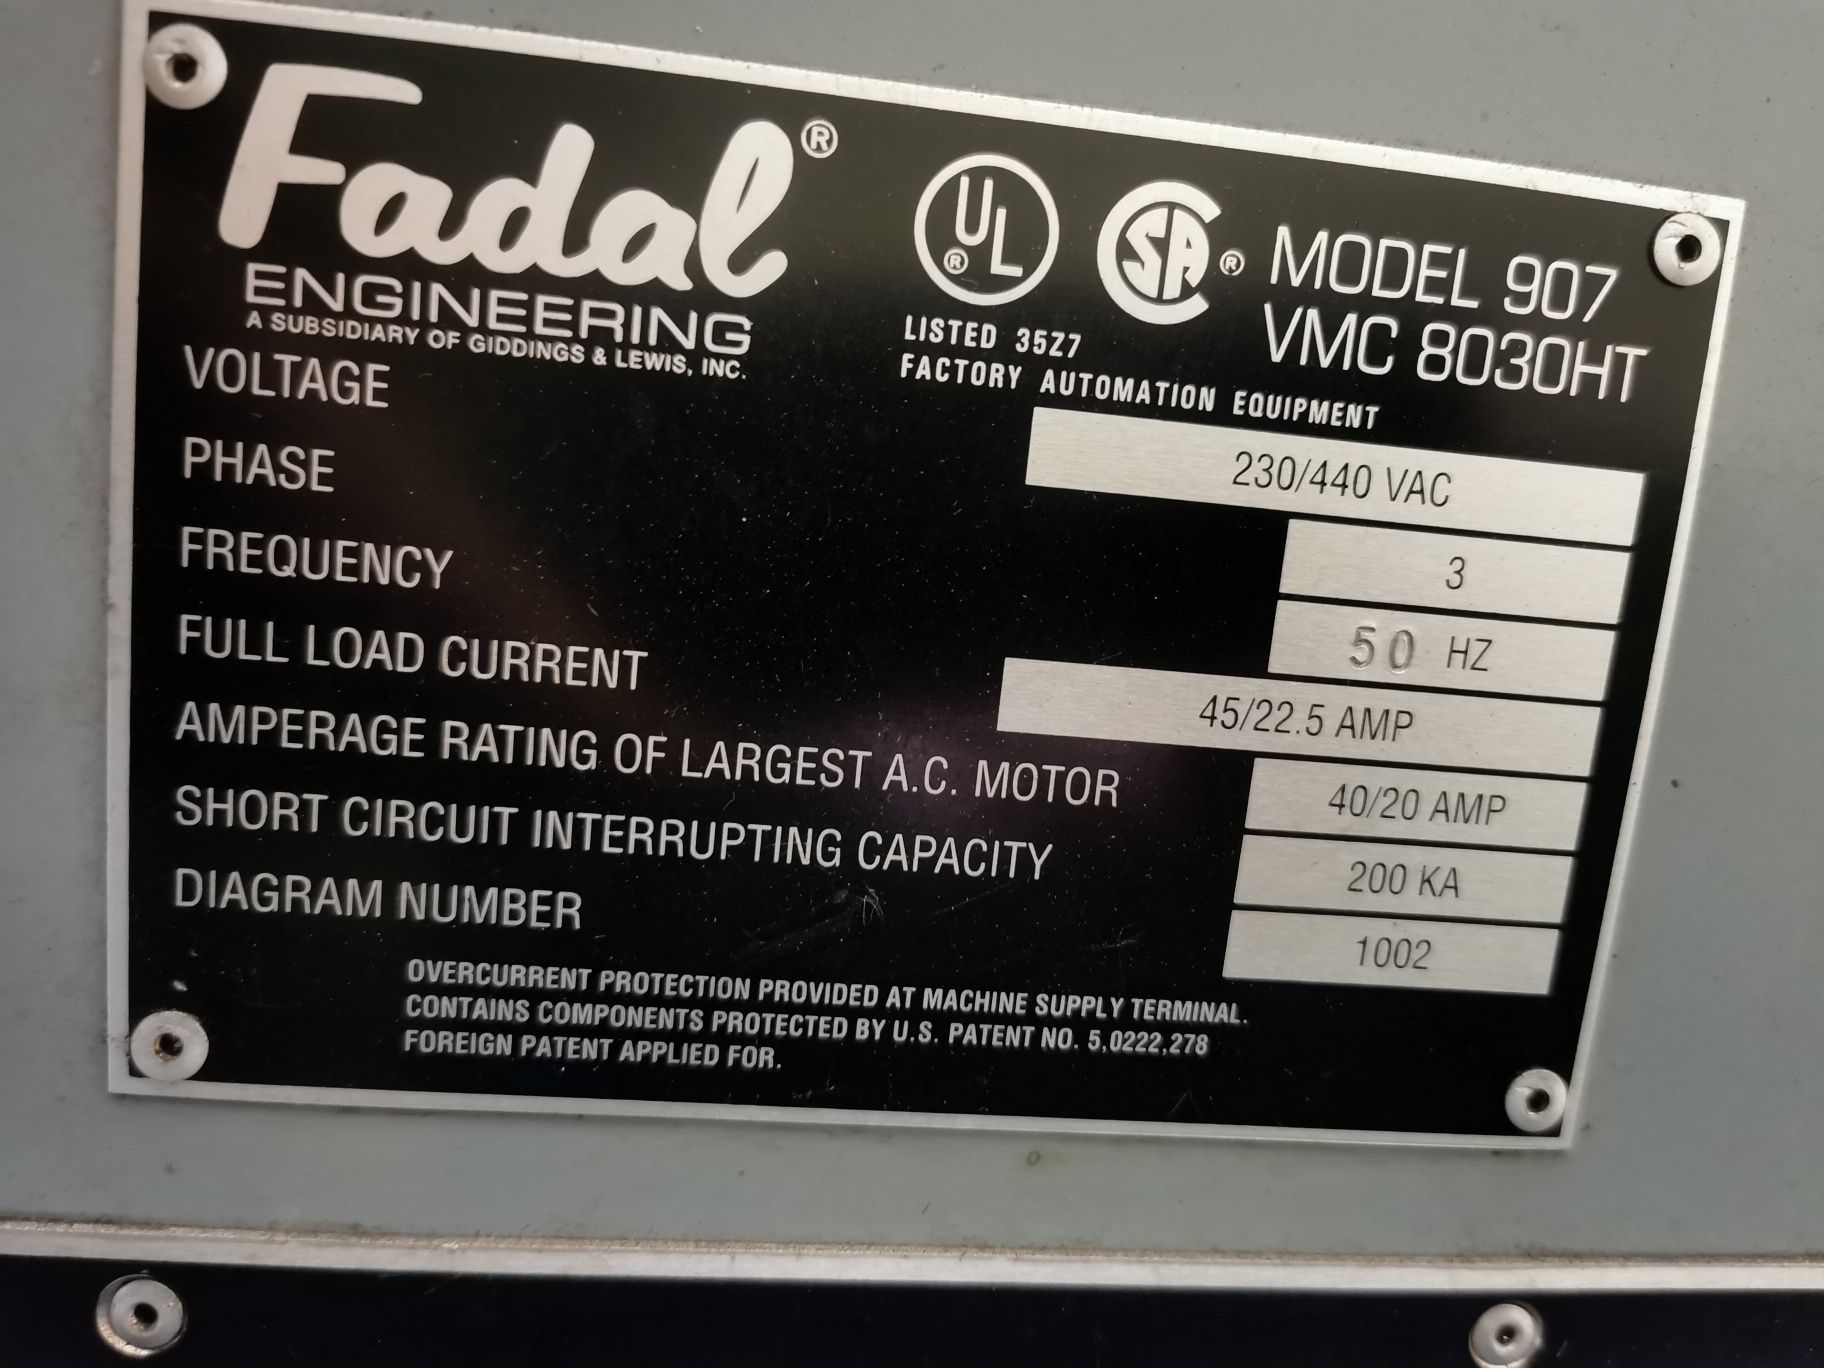 Fadal®
ENGINEERING
A SUBSIDIARY OF GIDDINGS & LEWIS, INC.
UL®
LISTED 35Z7
FACTORY AUTOMATION EQUIPMENT
CSA®
MODEL 907
VMC 8030HT
VOLTAGE 230/440 VAC
PHASE 3
FREQUENCY 50 HZ
FULL LOAD CURRENT 45/22.5 AMP
AMPERAGE RATING OF LARGEST A.C. MOTOR 40/20 AMP
SHORT CIRCUIT INTERRUPTING CAPACITY 200 KA
DIAGRAM NUMBER 1002
OVERCURRENT PROTECTION PROVIDED AT MACHINE SUPPLY TERMINAL.
CONTAINS COMPONENTS PROTECTED BY U.S. PATENT NO. 5,0222,278
FOREIGN PATENT APPLIED FOR.